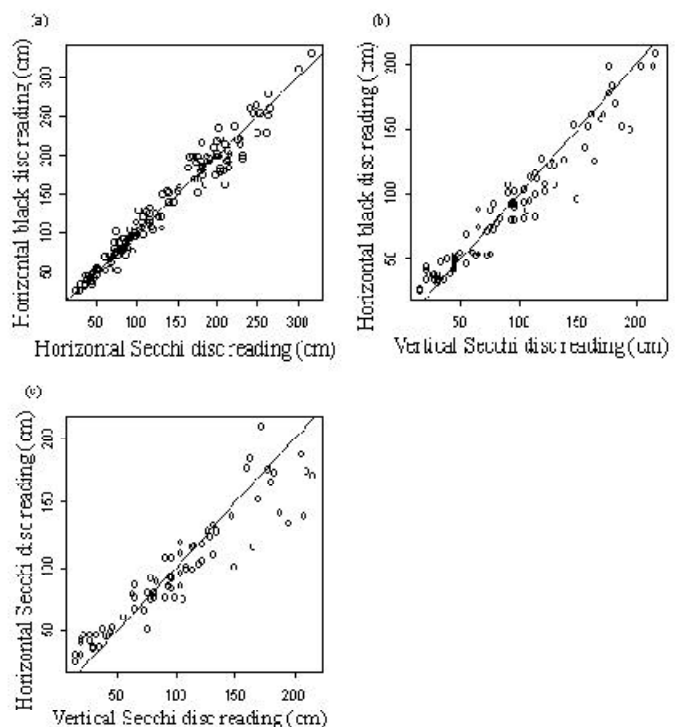 (a)
Horizontal black disc reading (cm)
50 100 150 200 250 300
50 100 150 200 250 300
Horizontal Secchi disc reading (cm)
(b)
Horizontal black disc reading (cm)
50 100 150 200
50 100 150 200
Vertical Secchi disc reading (cm)
(c)
Horizontal Secchi disc reading (cm)
50 100 150 200
50 100 150 200
Vertical Secchi disc reading (cm)